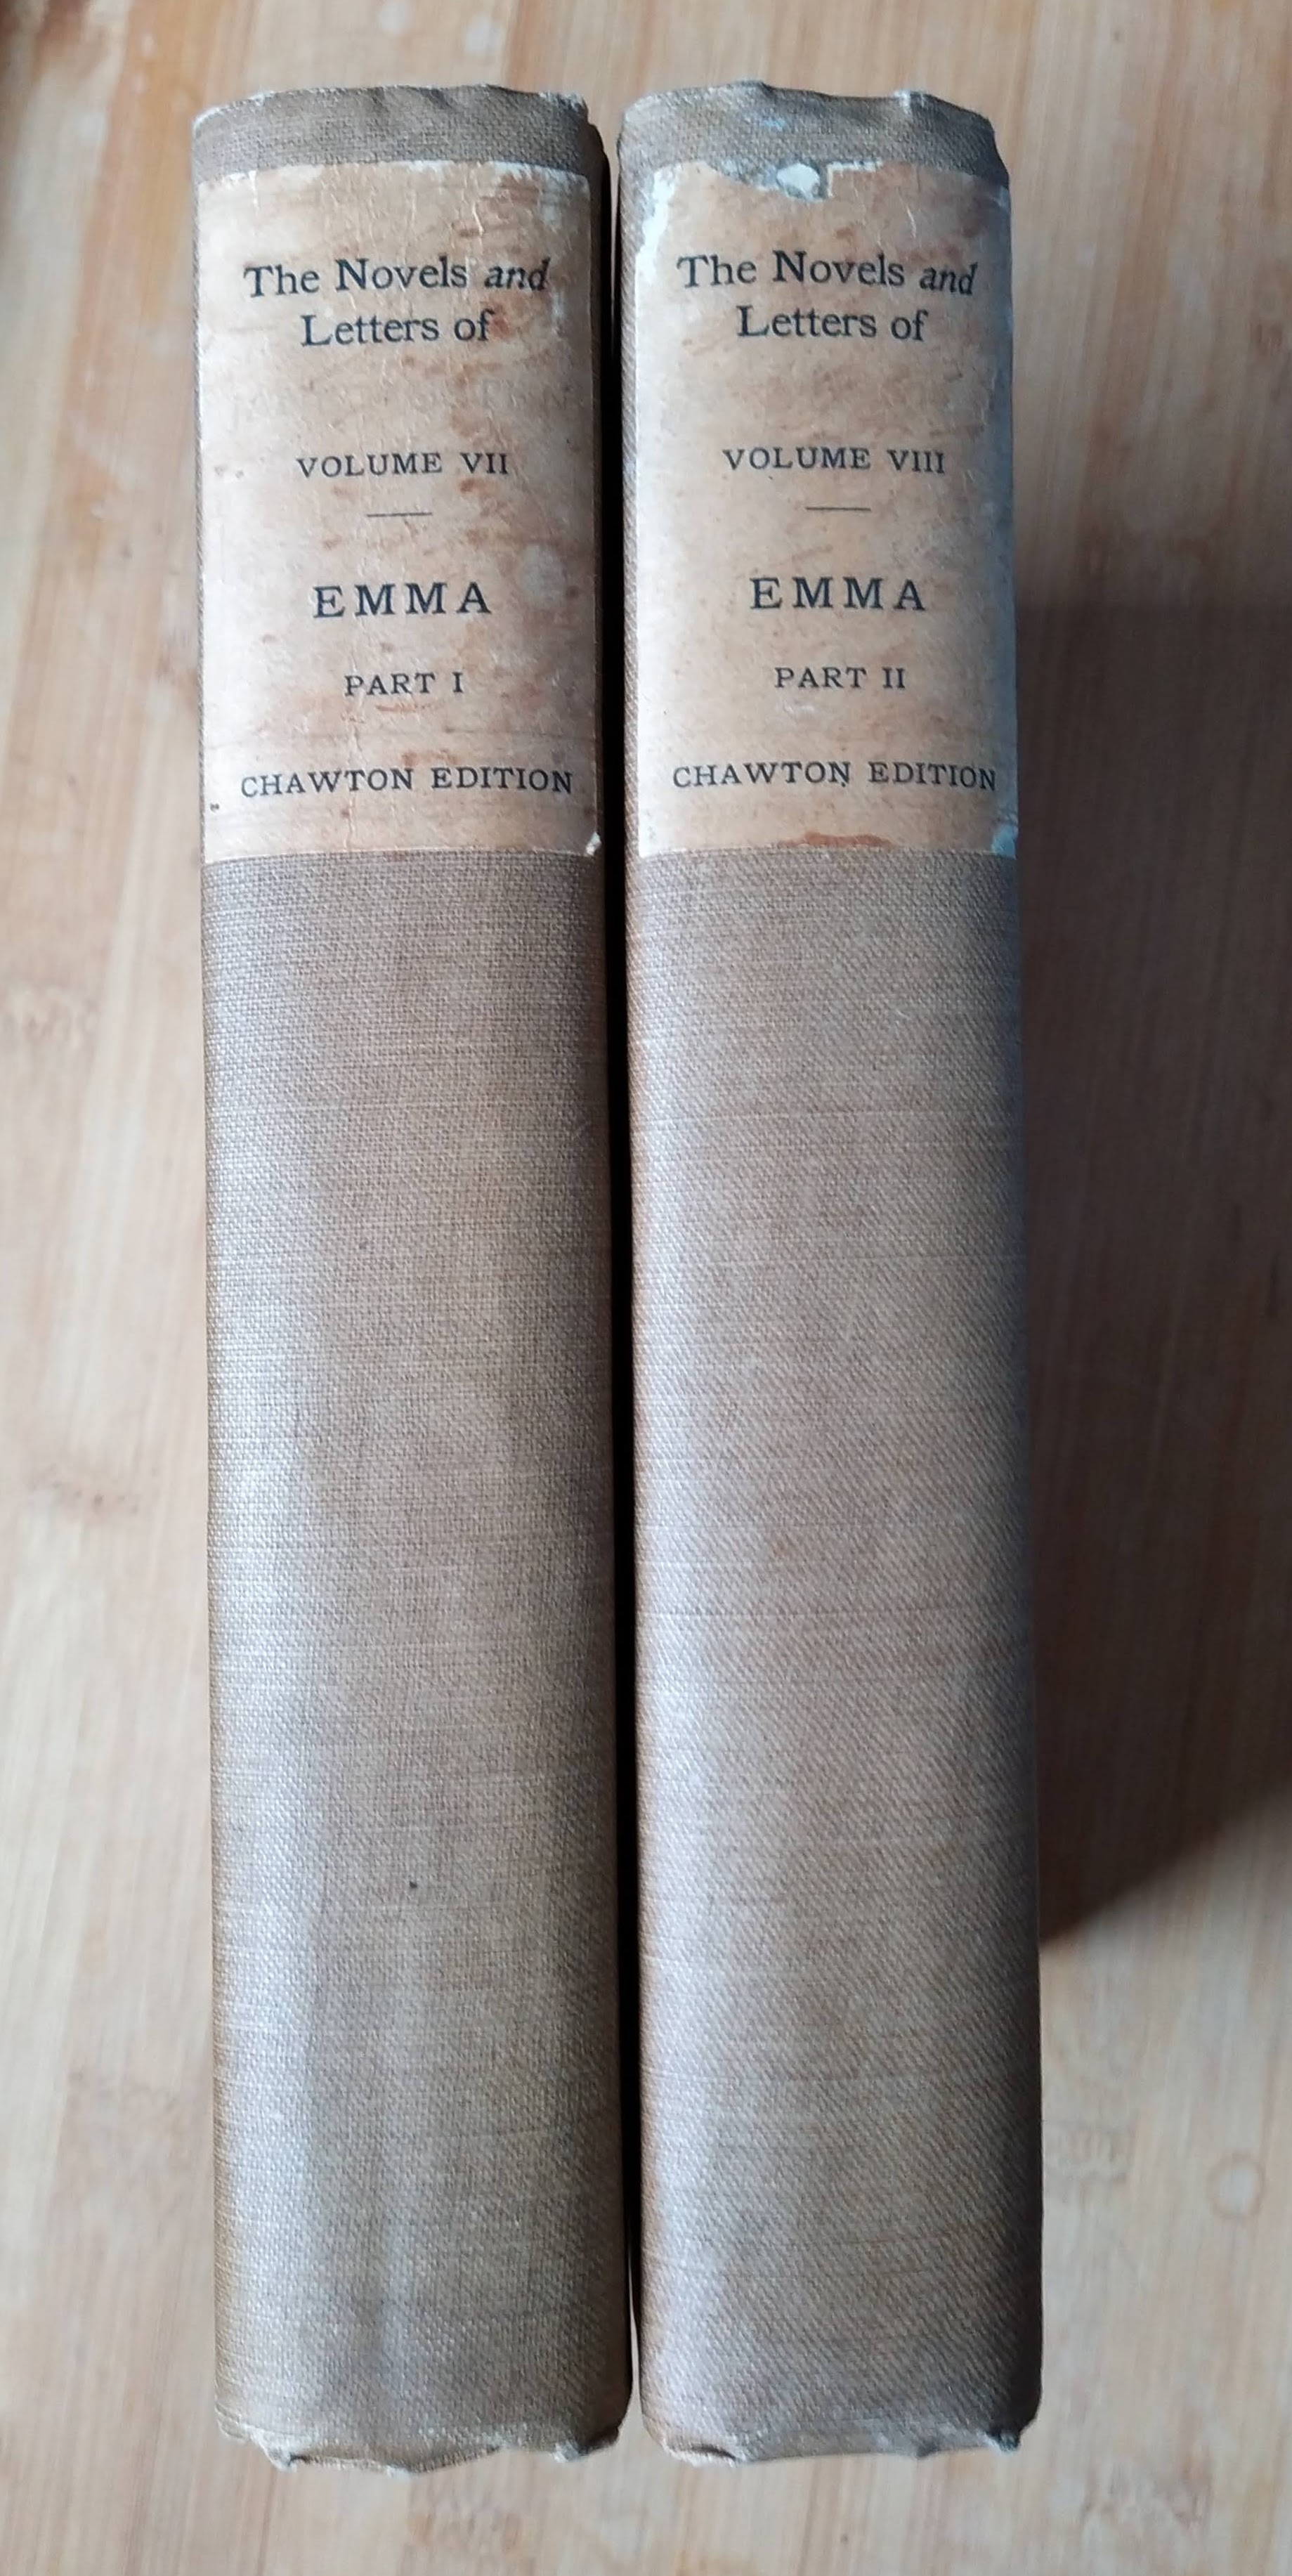 The Novels and
Letters of
VOLUME VII
EMMA
PART I
CHAWTON EDITION
The Novels and
Letters of
VOLUME VIII
EMMA
PART II
CHAWTON EDITION